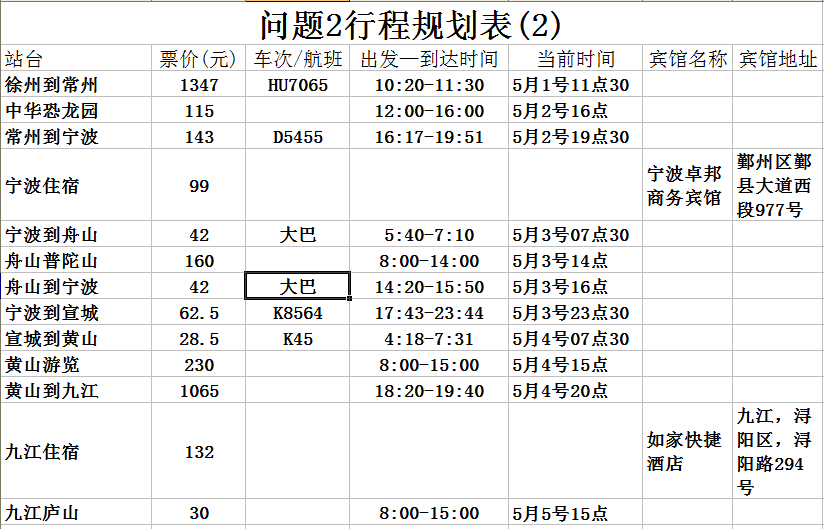 问题2行程规划表(2)
站台 票价(元) 车次/航班 出发—到达时间 当前时间 宾馆名称 宾馆地址
徐州到常州 1347 HU7065 10:20-11:30 5月1号11点30
中华恐龙园 115 12:00-16:00 5月2号16点
常州到宁波 143 D5455 16:17-19:51 5月2号19点30
宁波住宿 99 宁波卓邦商务宾馆 鄞州区鄞县大道西段977号
宁波到舟山 42 大巴 5:40-7:10 5月3号07点30
舟山普陀山 160 8:00-14:00 5月3号14点
舟山到宁波 42 大巴 14:20-15:50 5月3号16点
宁波到宣城 62.5 K8564 17:43-23:44 5月3号23点30
宣城到黄山 28.5 K45 4:18-7:31 5月4号07点30
黄山游览 230 8:00-15:00 5月4号15点
黄山到九江 1065 18:20-19:40 5月4号20点
九江住宿 132 如家快捷酒店 九江，浔阳区，浔阳路294号
九江庐山 30 8:00-15:00 5月5号15点